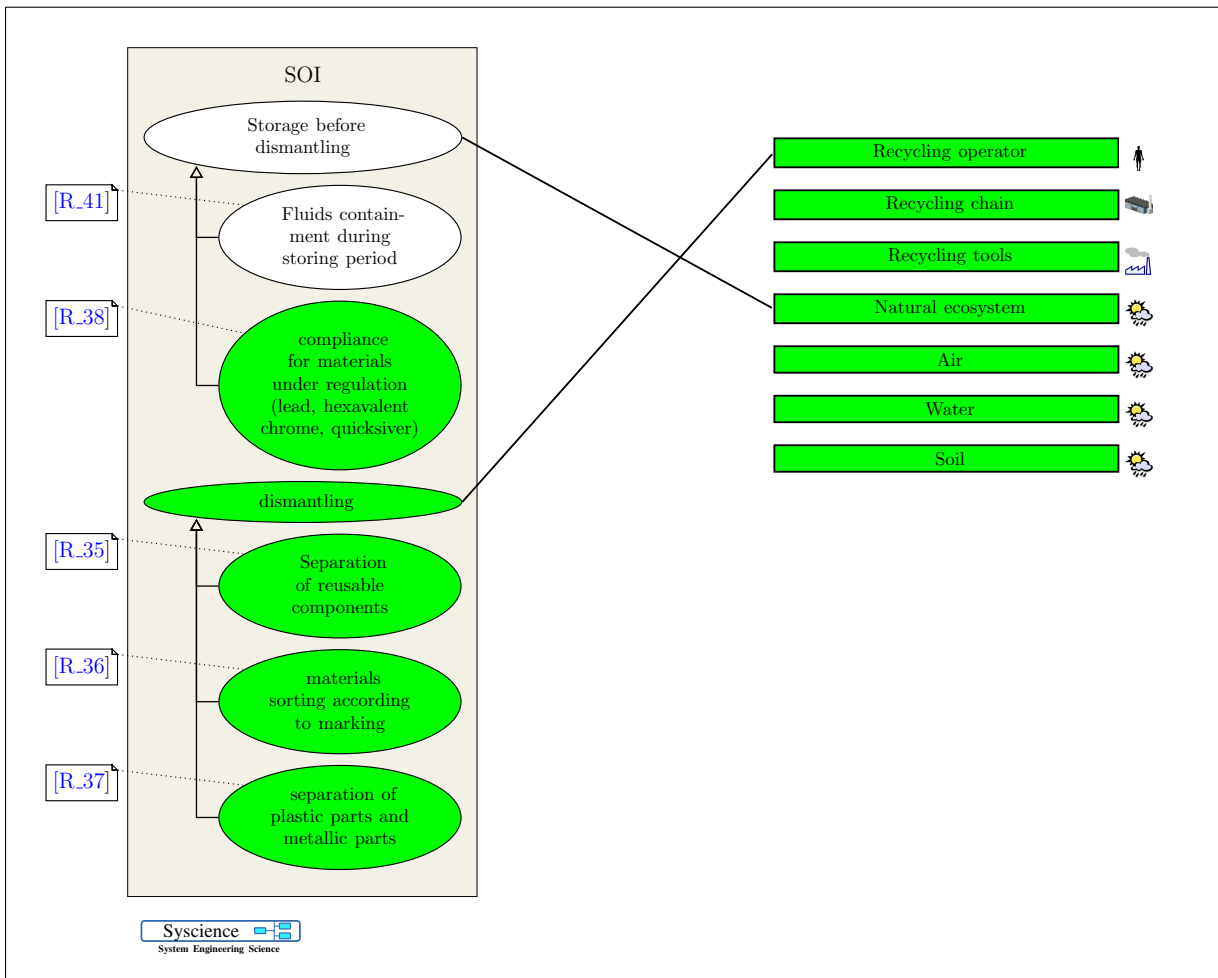 SOI
Storage before
dismantling
[R_41]
Fluids contain-
ment during
storing period
[R_38]
compliance
for materials
under regulation
(lead, hexavalent
chrome, quicksiver)
dismantling
[R_35]
Separation
of reusable
components
[R_36]
materials
sorting according
to marking
[R_37]
separation of
plastic parts and
metallic parts
Recycling operator
Recycling chain
Recycling tools
Natural ecosystem
Air
Water
Soil
Syscience
System Engineering Science